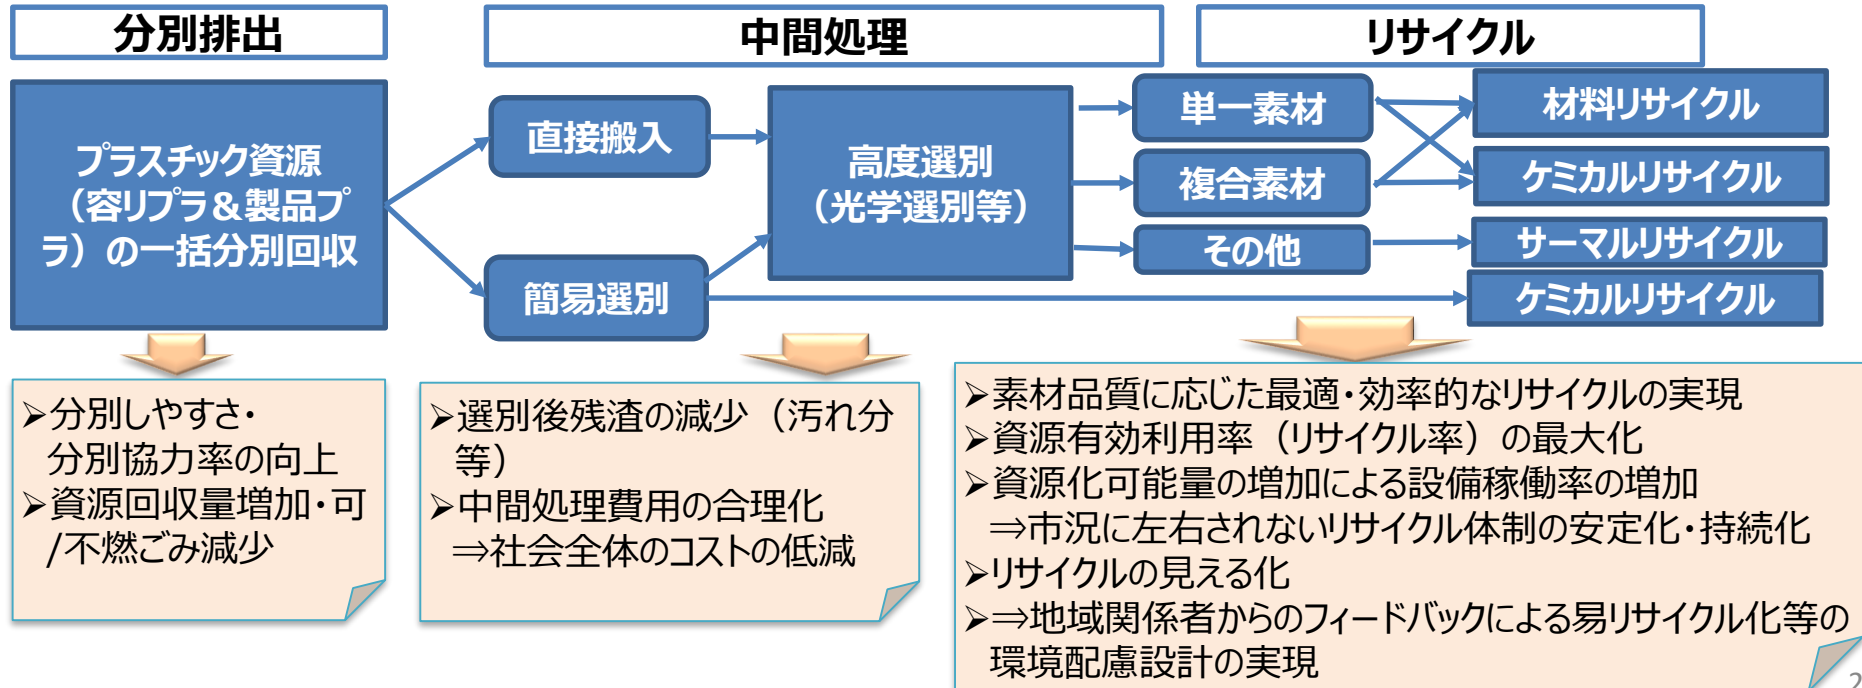 分別排出
中間処理
リサイクル
プラスチック資源
（容リプラ＆製品プ
ラ）の一括分別回収
直接搬入
簡易選別
高度選別
（光学選別等）
単一素材
複合素材
その他
材料リサイクル
ケミカルリサイクル
サーマルリサイクル
ケミカルリサイクル
➢分別しやすさ・
分別協力率の向上
➢資源回収量増加・可
/不燃ごみ減少
➢選別後残渣の減少（汚れ分
等）
➢中間処理費用の合理化
⇒社会全体のコストの低減
➢素材品質に応じた最適・効率的なリサイクルの実現
➢資源有効利用率（リサイクル率）の最大化
➢資源化可能量の増加による設備稼働率の増加
⇒市況に左右されないリサイクル体制の安定化・持続化
➢リサイクルの見える化
➢⇒地域関係者からのフィードバックによる易リサイクル化等の
環境配慮設計の実現
2